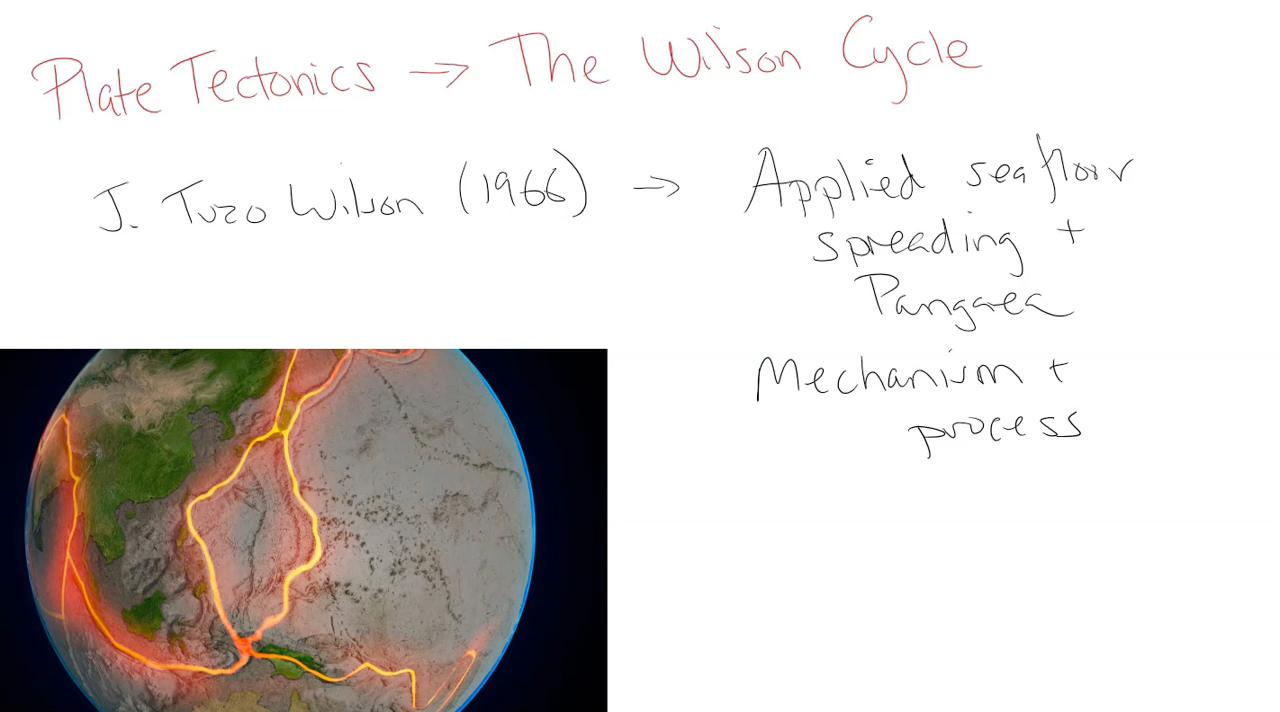 Plate Tectonics → The Wilson Cycle
J. Tuzo Wilson (1966) → Applied seafloor
spreading +
Pangaea
Mechanism +
process